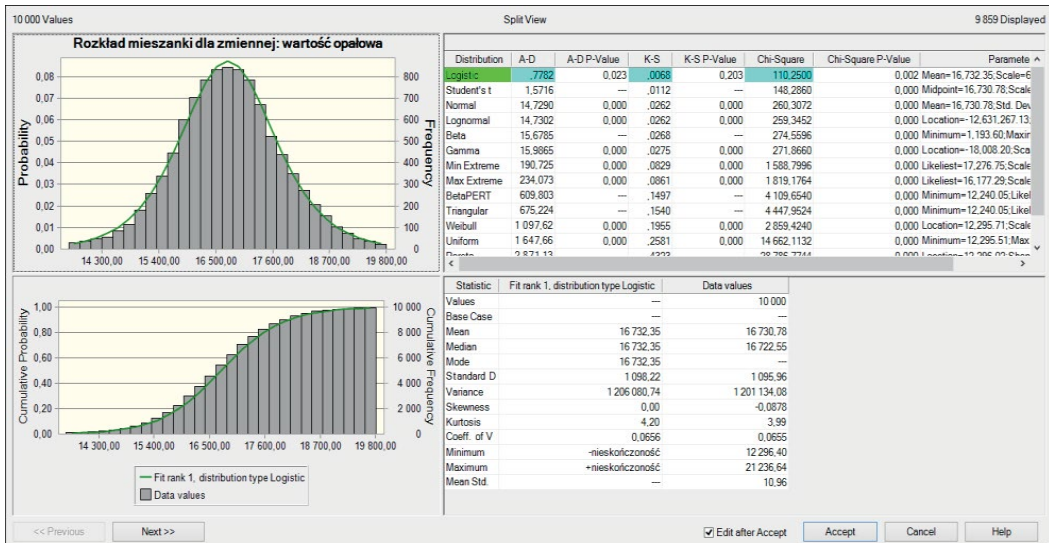 10 000 Values
Split View
9 859 Displayed
Rozkład mieszanki dla zmiennej: wartość opałowa
Probability
0,08
0,07
0,06
0,05
0,04
0,03
0,02
0,01
0,00
800
700
600
500
400
300
200
100
0
Frequency
14 300,00 15 400,00 16 500,00 17 600,00 18 700,00 19 800,00
Distribution A-D A-D P-Value K-S K-S P-Value Chi-Square Chi-Square P-Value Paramete
Logistic ,7782 0,023 ,0068 0,203 110,2500 0,002 Mean=16,732.35;Scale=6
Student's t 1,5716 --- ,0112 --- 148,2860 0,000 Midpoint=16,730.78;Scale
Normal 14,7290 0,000 ,0262 0,000 260,3072 0,000 Mean=16,730.78;Std. Dev
Lognormal 14,7302 0,000 ,0262 0,000 259,3452 0,000 Location=-12,631,267.13;
Beta 15,6785 --- ,0268 --- 274,5596 0,000 Minimum=1,193.60;Maxir
Gamma 15,9865 0,000 ,0275 0,000 271,8660 0,000 Location=-18,008.20;Sca
Min Extreme 190,725 0,000 ,0829 0,000 1 588,7996 0,000 Likeliest=17,276.75;Scale
Max Extreme 234,073 0,000 ,0861 0,000 1 819,1764 0,000 Likeliest=16,177.29;Scale
BetaPERT 609,803 --- ,1497 --- 4 109,6540 0,000 Minimum=12,240.05;Likel
Triangular 675,224 --- ,1540 --- 4 447,9524 0,000 Minimum=12,240.05;Likel
Weibull 1 097,62 0,000 ,1955 0,000 2 859,4240 0,000 Location=12,295.71;Scale
Uniform 1 647,66 0,000 ,2581 0,000 14 662,1132 0,000 Minimum=12,295.51;Max
Cumulative Probability
1,00
0,80
0,60
0,40
0,20
0,00
10 000
8 000
6 000
4 000
2 000
0
Cumulative Frequency
14 300,00 15 400,00 16 500,00 17 600,00 18 700,00 19 800,00
Fit rank 1, distribution type Logistic
Data values
Statistic Fit rank 1, distribution type Logistic Data values
Values --- 10 000
Base Case --- ---
Mean 16 732,35 16 730,78
Median 16 732,35 16 722,55
Mode 16 732,35 ---
Standard D 1 098,22 1 095,96
Variance 1 206 080,74 1 201 134,08
Skewness 0,00 -0,0878
Kurtosis 4,20 3,99
Coeff. of V 0,0656 0,0655
Minimum -nieskończoność 12 296,40
Maximum +nieskończoność 21 236,64
Mean Std. --- 10,96
<< Previous
Next >>
Edit after Accept
Accept
Cancel
Help